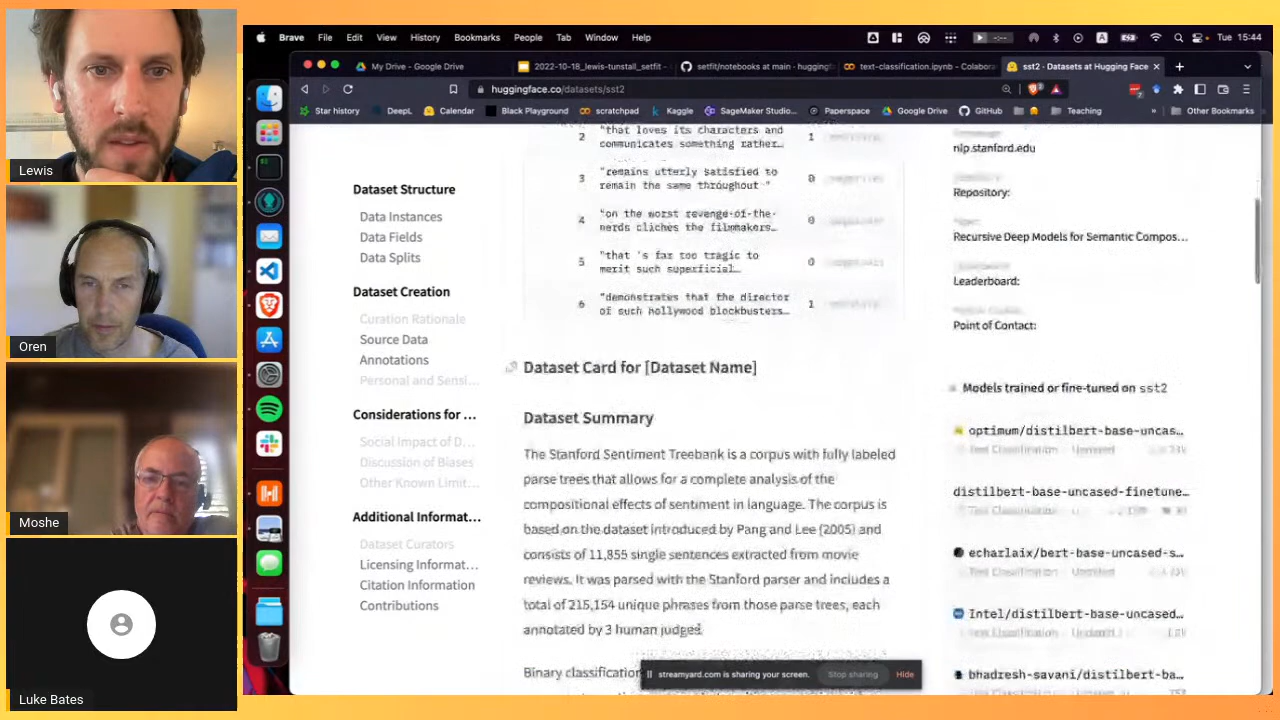 Brave File Edit View History Bookmarks People Tab Window Help
Tue 15:44
My Drive - Google Drive
2022-10-18_lewis-tunstall_setfit -
setfit/notebooks at main · hugging
text-classification.ipynb - Colabora
sst2 · Datasets at Hugging Face
huggingface.co/datasets/sst2
Star history DeepL Calendar Black Playground scratchpad Kaggle SageMaker Studio... Paperspace Google Drive GitHub Teaching » Other Bookmarks
Lewis
Oren
Moshe
Luke Bates
Dataset Structure
Data Instances
Data Fields
Data Splits
Dataset Creation
Curation Rationale
Source Data
Annotations
Personal and Sensi...
Considerations for ...
Social Impact of D...
Discussion of Biases
Other Known Limit...
Additional Informat...
Dataset Curators
Licensing Informat...
Citation Information
Contributions
2 "that loves its characters and communicates something rather… 1
3 "remains utterly satisfied to remain the same throughout " 0
4 "on the worst revenge-of-the-nerds cliches the filmmakers… 0
5 "that 's far too tragic to merit such superficial… 0
6 "demonstrates that the director of such hollywood blockbusters… 1
Dataset Card for [Dataset Name]
Dataset Summary
The Stanford Sentiment Treebank is a corpus with fully labeled
parse trees that allows for a complete analysis of the
compositional effects of sentiment in language. The corpus is
based on the dataset introduced by Pang and Lee (2005) and
consists of 11,855 single sentences extracted from movie
reviews. It was parsed with the Stanford parser and includes a
total of 215,154 unique phrases from those parse trees, each
annotated by 3 human judges.
Binary classification
nlp.stanford.edu
Repository:
Recursive Deep Models for Semantic Compos...
Leaderboard:
Point of Contact:
Models trained or fine-tuned on sst2
optimum/distilbert-base-uncas…
distilbert-base-uncased-finetune…
echarlaix/bert-base-uncased-s…
Intel/distilbert-base-uncased…
bhadresh-savani/distilbert-ba…
streamyard.com is sharing your screen. Stop sharing Hide